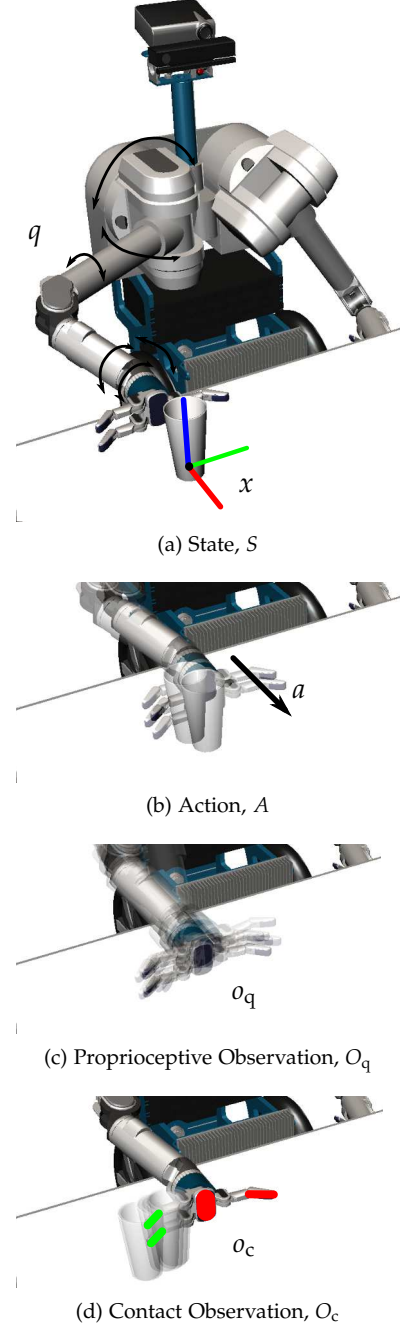 q
x
(a) State, S
a
(b) Action, A
oq
(c) Proprioceptive Observation, Oq
oc
(d) Contact Observation, Oc